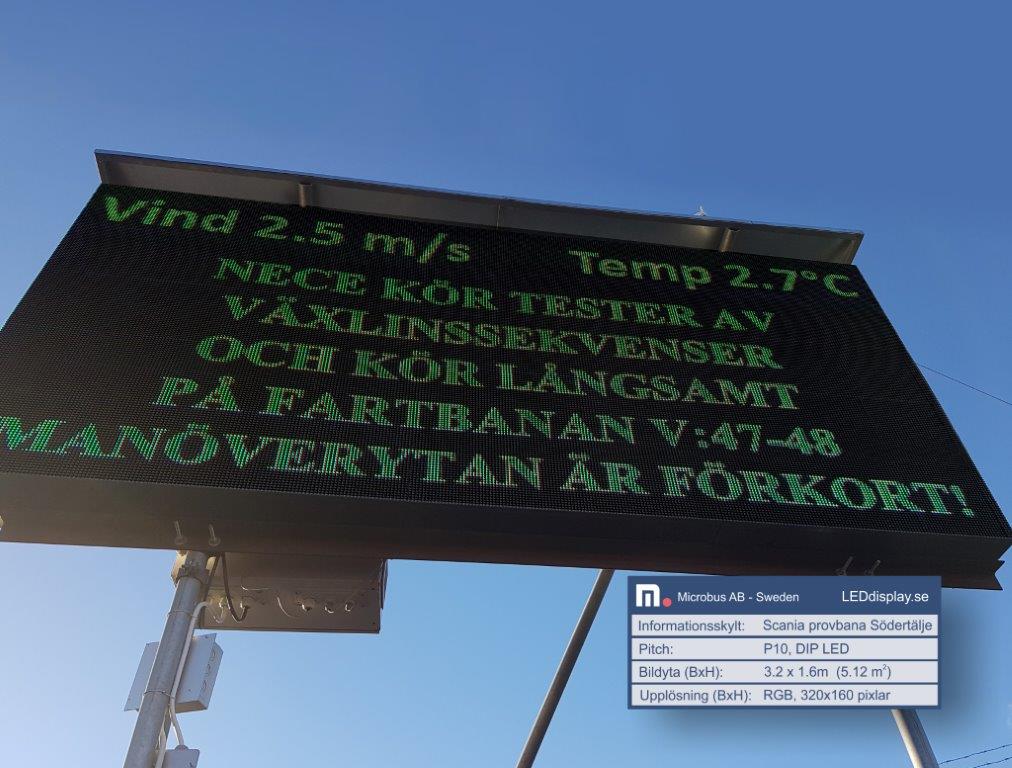 Vind 2.5 m/s Temp 2.7°C
NECE KÖR TESTER AV
VÄXLINSSEKVENSER
OCH KÖR LÅNGSAMT
PÅ FARTBANAN V:47-48
MANÖVERYTAN ÄR FÖRKORT!
m. Microbus AB - Sweden LEDdisplay.se
Informationsskylt: Scania provbana Södertälje
Pitch: P10, DIP LED
Bildyta (BxH): 3.2 x 1.6m (5.12 m²)
Upplösning (BxH): RGB, 320x160 pixlar